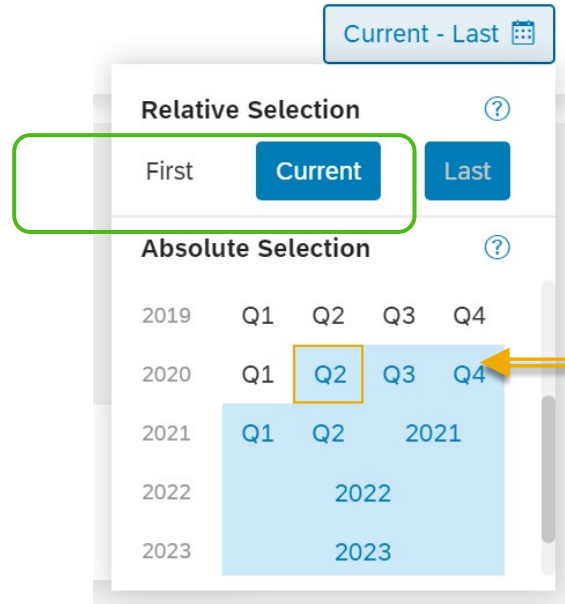 Current - Last
Relative Selection ?
First Current Last
Absolute Selection ?
2019 Q1 Q2 Q3 Q4
2020 Q1 Q2 Q3 Q4
2021 Q1 Q2 2021
2022 2022
2023 2023